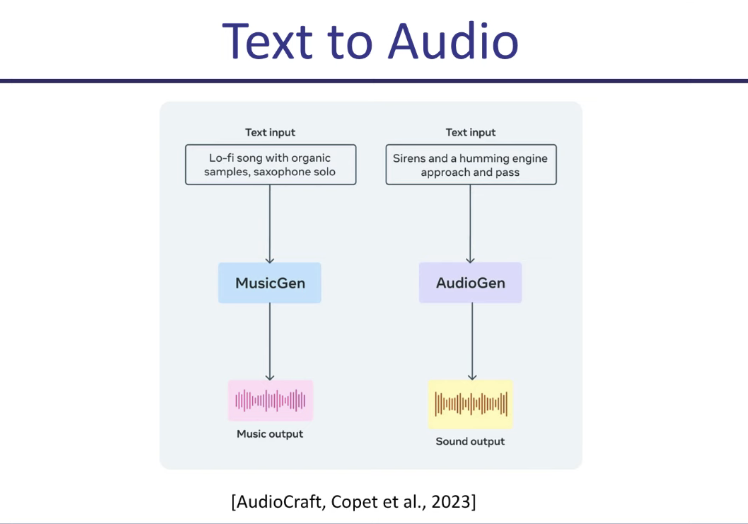 Text to Audio
Text input
Lo-fi song with organic
samples, saxophone solo
MusicGen
Music output
Text input
Sirens and a humming engine
approach and pass
AudioGen
Sound output
[AudioCraft, Copet et al., 2023]